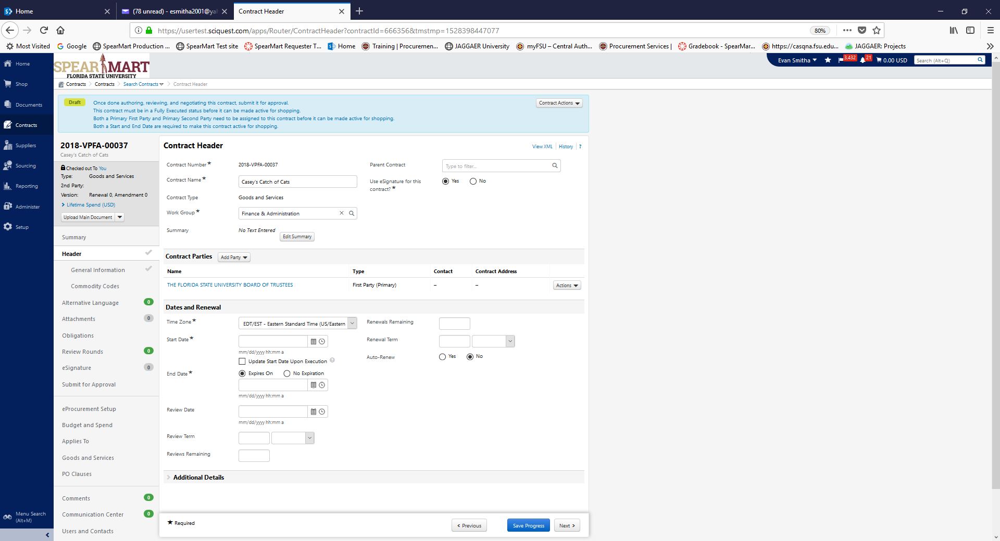 Home
(78 unread) - esmitha2001@yah
Contract Header
https://usertest.sciquest.com/apps/Router/ContractHeader?contractId=666356&tmstmp=1528398447077
80%
Most Visited
Google
SpearMart Production ...
SpearMart Test site
SpearMart Requester T...
Home
Training | Procuremen...
JAGGAER University
myFSU – Central Auth...
Procurement Services |
Gradebook - SpearMar...
https://casqna.fsu.edu...
JAGGAER: Projects
SPEAR MART
FLORIDA STATE UNIVERSITY
Evan Smitha
3,432
21
0.00 USD
Search (Alt+Q)
Home
Shop
Documents
Contracts
Suppliers
Sourcing
Reporting
Administer
Setup
Menu Search
(Alt+M)
Contracts
Contracts
Search Contracts
Contract Header
Draft
Once done authoring, reviewing, and negotiating this contract, submit it for approval.
This contract must be in a Fully Executed status before it can be made active for shopping.
Both a Primary First Party and Primary Second Party need to be assigned to this contract before it can be made active for shopping.
Both a Start and End Date are required to make this contract active for shopping.
Contract Actions
2018-VPFA-00037
Casey's Catch of Cats
Checked out To You
Type: Goods and Services
2nd Party:
Version: Renewal 0, Amendment 0
Lifetime Spend (USD)
Upload Main Document
Summary
Header
General Information
Commodity Codes
Alternative Language 0
Attachments 0
Obligations
Review Rounds 0
eSignature 0
Submit for Approval
eProcurement Setup
Budget and Spend
Applies To
Goods and Services
PO Clauses
Comments 0
Communication Center 0
Users and Contacts
Contract Header
View XML
History
?
Contract Number ★ 2018-VPFA-00037
Contract Name ★ Casey's Catch of Cats
Contract Type Goods and Services
Work Group ★ Finance & Administration
Summary No Text Entered
Edit Summary
Parent Contract Type to filter...
Use eSignature for this
contract? ★
Yes No
Contract Parties
Add Party
Name Type Contact Contract Address
THE FLORIDA STATE UNIVERSITY BOARD OF TRUSTEES First Party (Primary) – –
Actions
Dates and Renewal
Time Zone ★ EDT/EST - Eastern Standard Time (US/Eastern
Start Date ★
mm/dd/yyyy hh:mm a
Update Start Date Upon Execution ?
End Date ★ Expires On No Expiration
mm/dd/yyyy hh:mm a
Review Date
mm/dd/yyyy hh:mm a
Review Term
Reviews Remaining
Renewals Remaining
Renewal Term
Auto-Renew Yes No
Additional Details
★ Required
< Previous
Save Progress
Next >